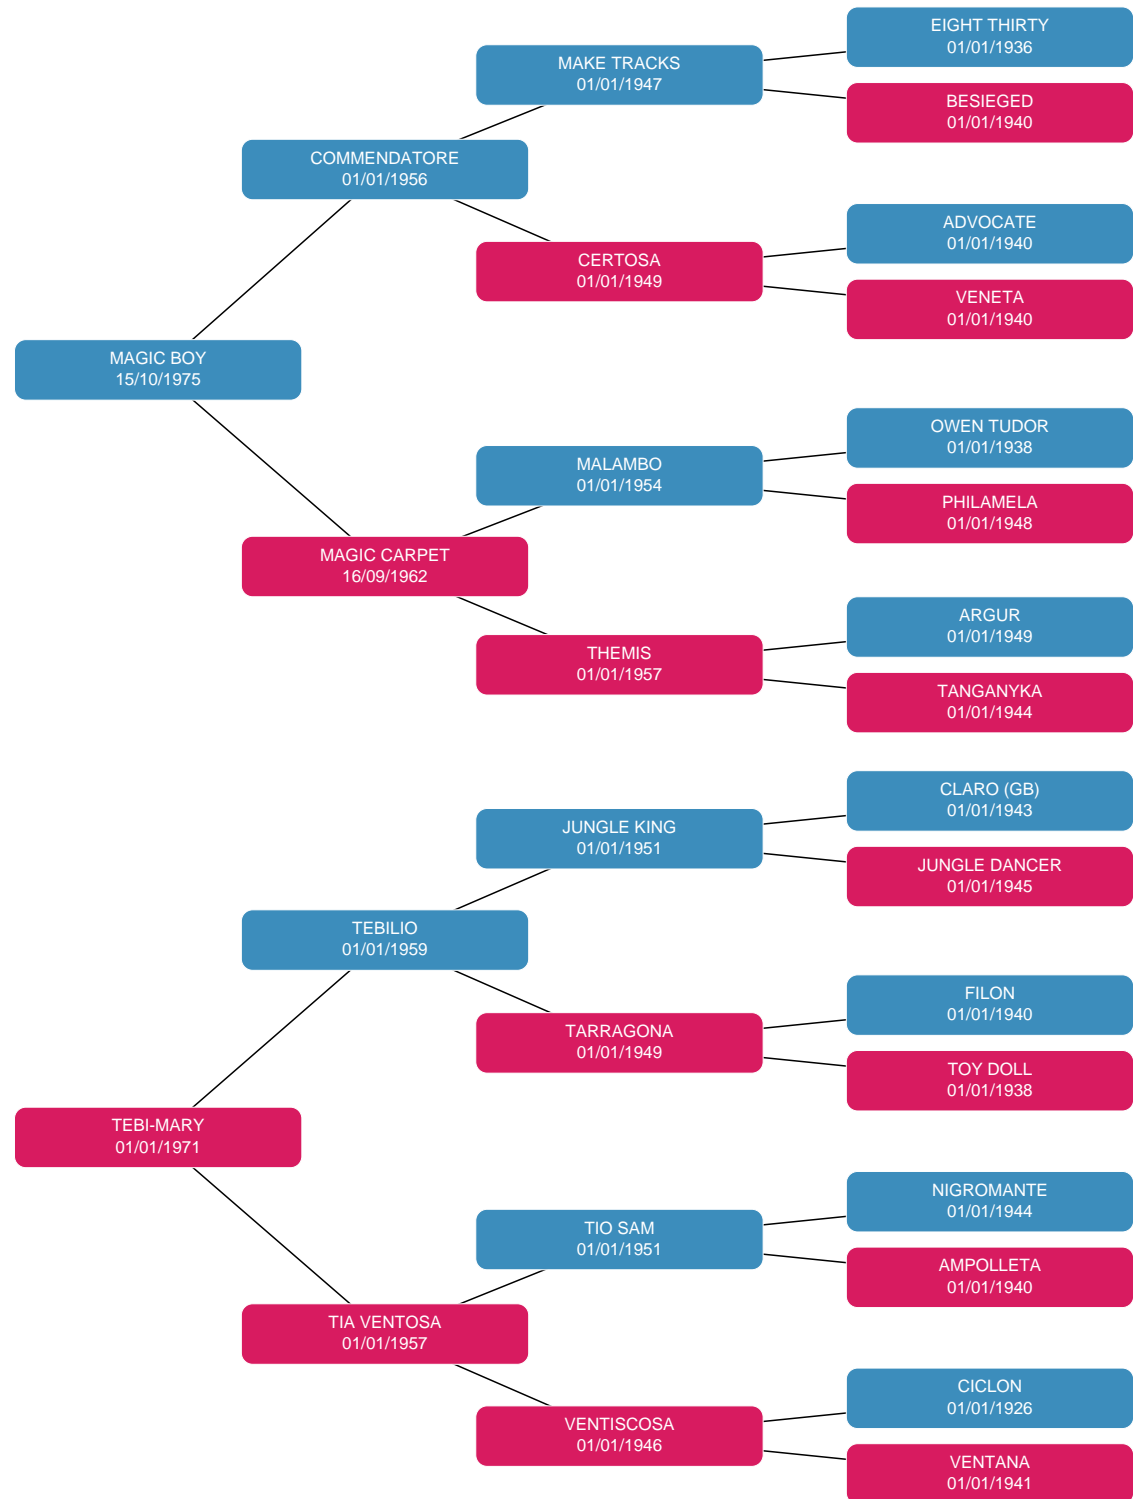 EIGHT THIRTY
01/01/1936
MAKE TRACKS
01/01/1947
BESIEGED
01/01/1940
COMMENDATORE
01/01/1956
ADVOCATE
01/01/1940
CERTOSA
01/01/1949
VENETA
01/01/1940
MAGIC BOY
15/10/1975
OWEN TUDOR
01/01/1938
MALAMBO
01/01/1954
PHILAMELA
01/01/1948
MAGIC CARPET
16/09/1962
ARGUR
01/01/1949
THEMIS
01/01/1957
TANGANYKA
01/01/1944
CLARO (GB)
01/01/1943
JUNGLE KING
01/01/1951
JUNGLE DANCER
01/01/1945
TEBILIO
01/01/1959
FILON
01/01/1940
TARRAGONA
01/01/1949
TOY DOLL
01/01/1938
TEBI-MARY
01/01/1971
NIGROMANTE
01/01/1944
TIO SAM
01/01/1951
AMPOLLETA
01/01/1940
TIA VENTOSA
01/01/1957
CICLON
01/01/1926
VENTISCOSA
01/01/1946
VENTANA
01/01/1941